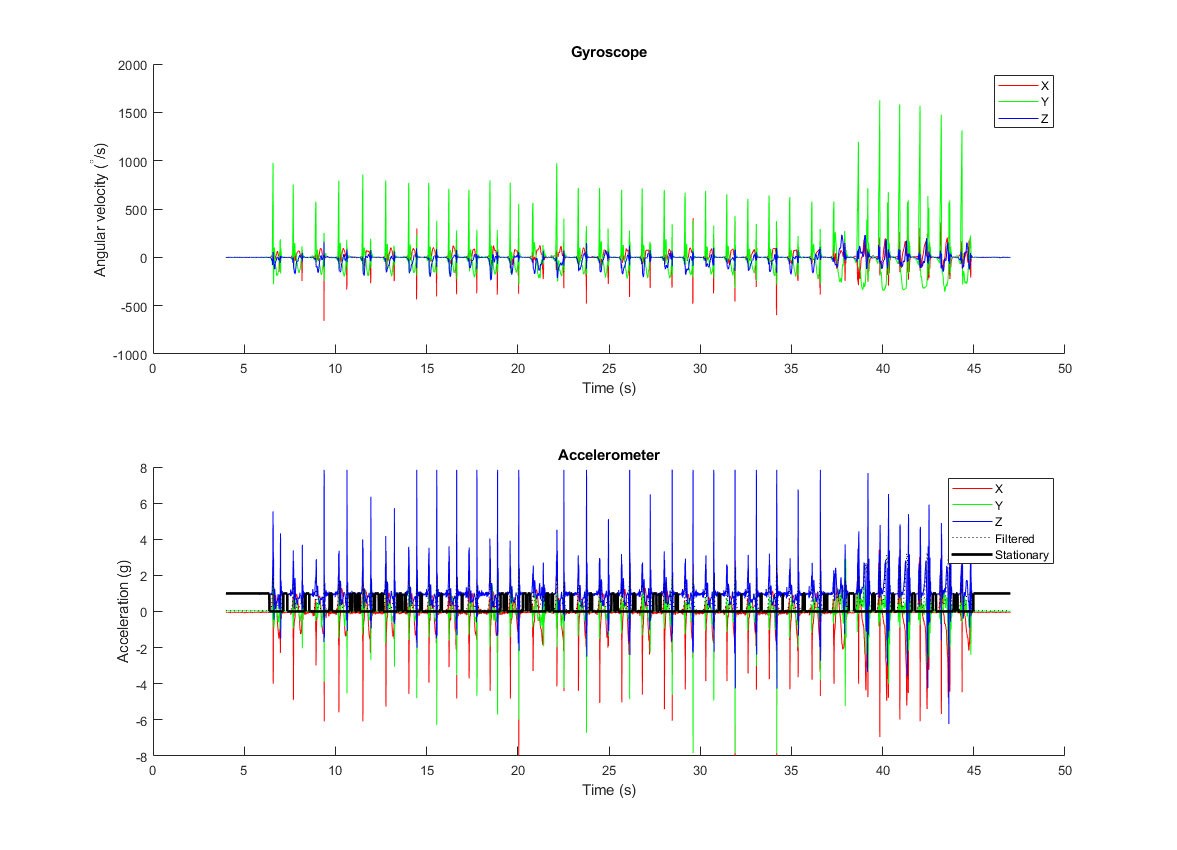 Gyroscope
2000
1500
1000
500
0
-500
-1000
Angular velocity (°/s)
0 5 10 15 20 25 30 35 40 45 50
Time (s)
X
Y
Z
Accelerometer
8
6
4
2
0
-2
-4
-6
-8
Acceleration (g)
0 5 10 15 20 25 30 35 40 45 50
Time (s)
X
Y
Z
Filtered
Stationary